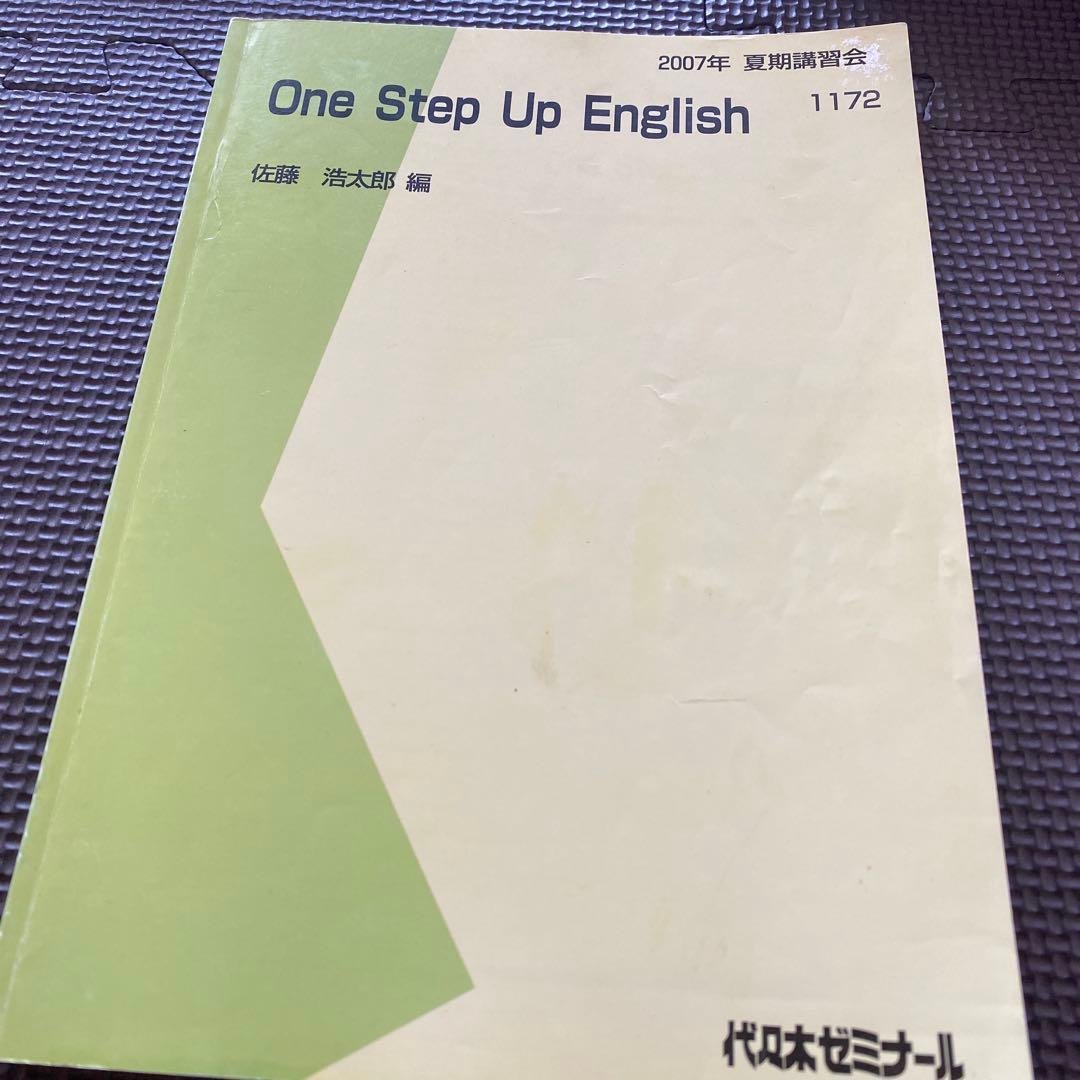 2007年 夏期講習会
One Step Up English 1172
佐藤 浩太郎 編
代々木ゼミナール